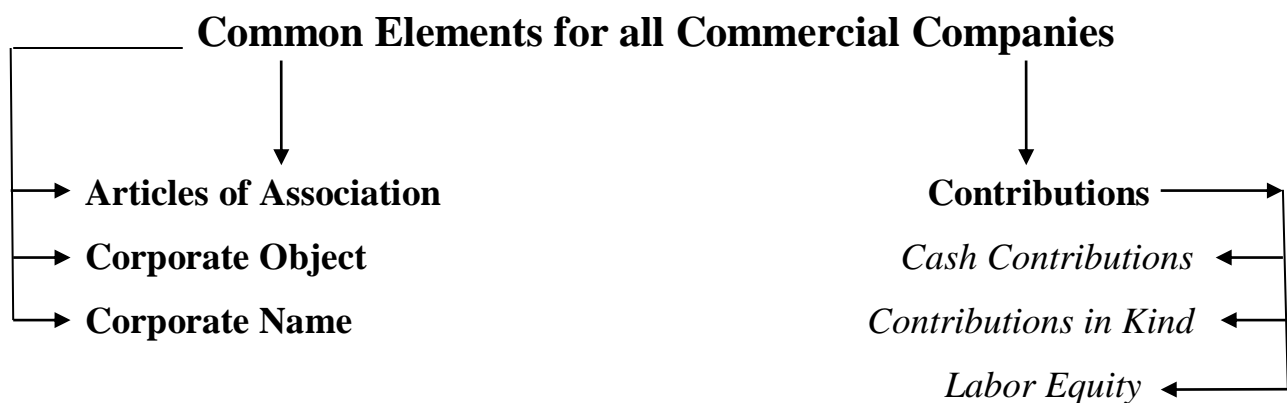 Common Elements for all Commercial Companies
Articles of Association
Corporate Object
Corporate Name
Contributions
Cash Contributions
Contributions in Kind
Labor Equity